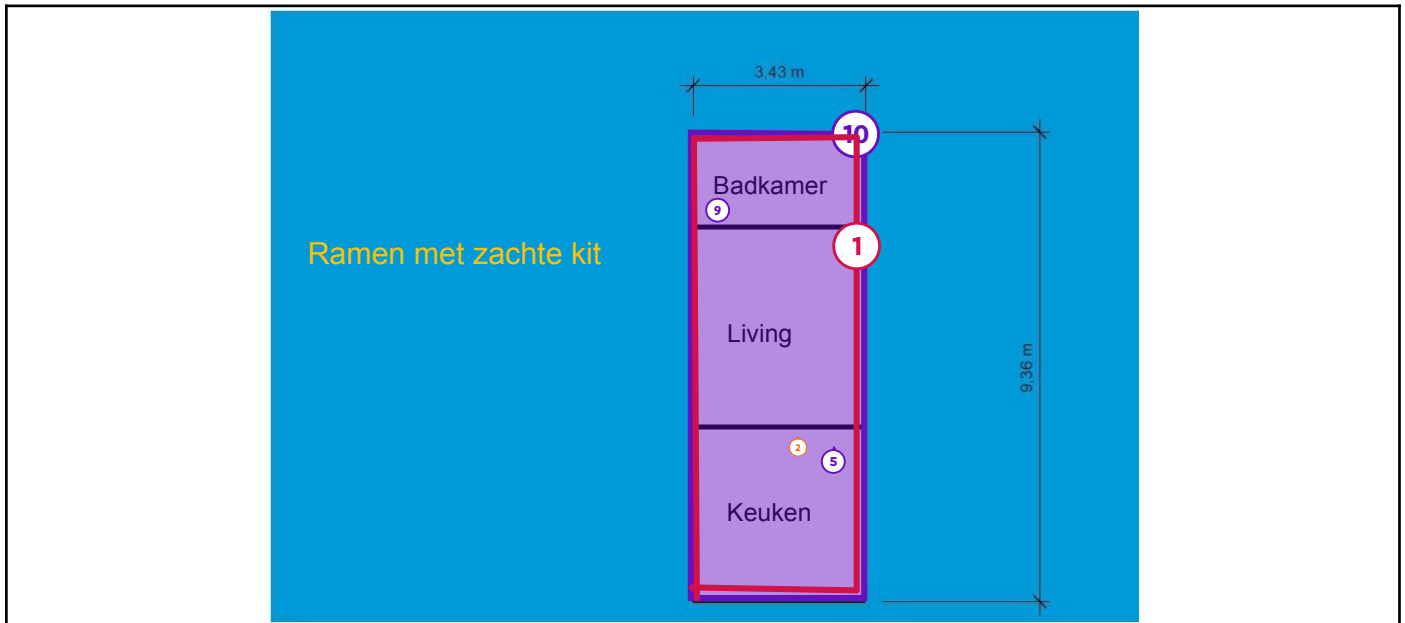 3,43 m
10
Badkamer
9
Ramen met zachte kit
1
Living
9,36 m
2
5
Keuken